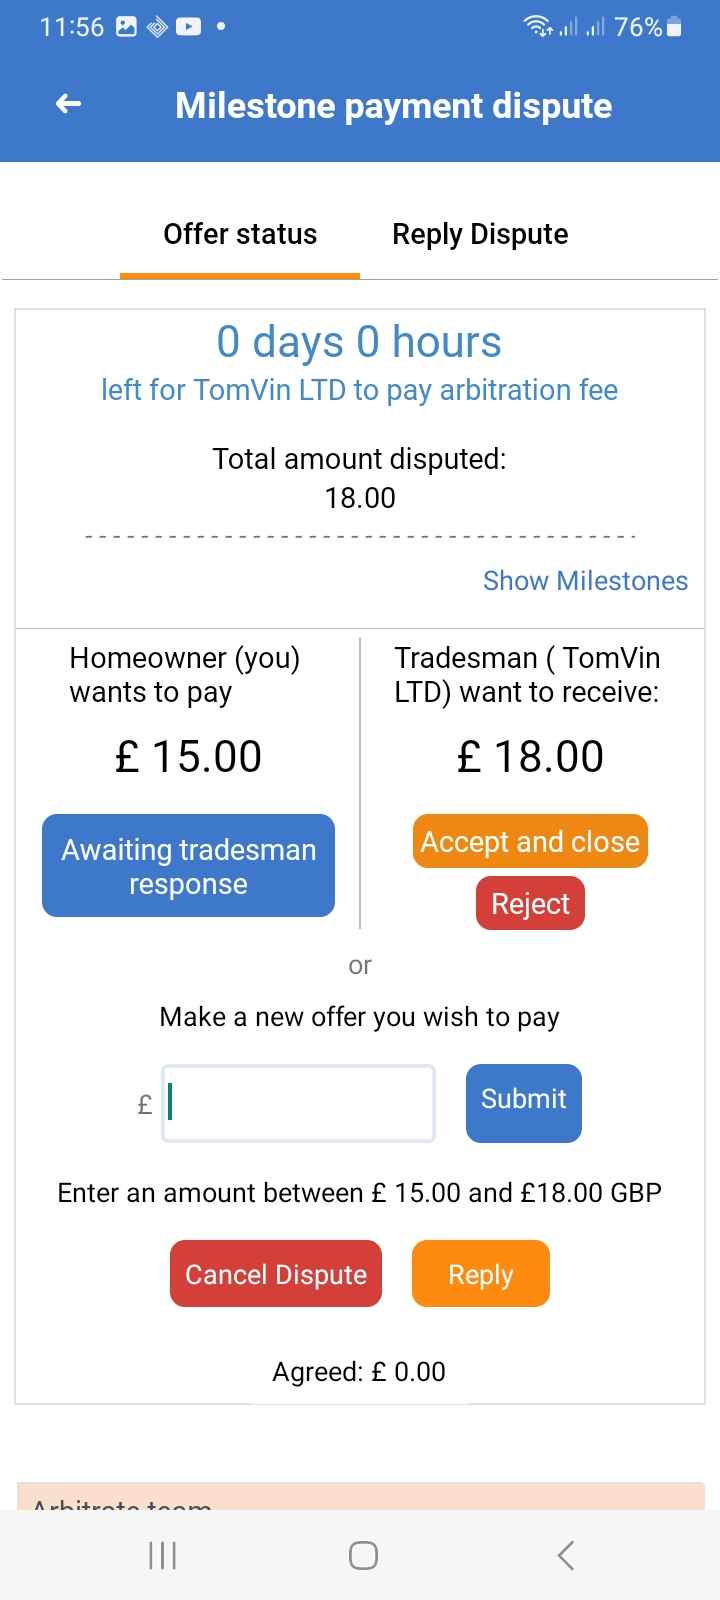 11:56
76%
Milestone payment dispute
Offer status
Reply Dispute
0 days 0 hours
left for TomVin LTD to pay arbitration fee
Total amount disputed:
18.00
Show Milestones
Homeowner (you)
wants to pay
£ 15.00
Awaiting tradesman
response
Tradesman ( TomVin
LTD) want to receive:
£ 18.00
Accept and close
Reject
or
Make a new offer you wish to pay
£
Submit
Enter an amount between £ 15.00 and £18.00 GBP
Cancel Dispute
Reply
Agreed: £ 0.00
Arbitrate team